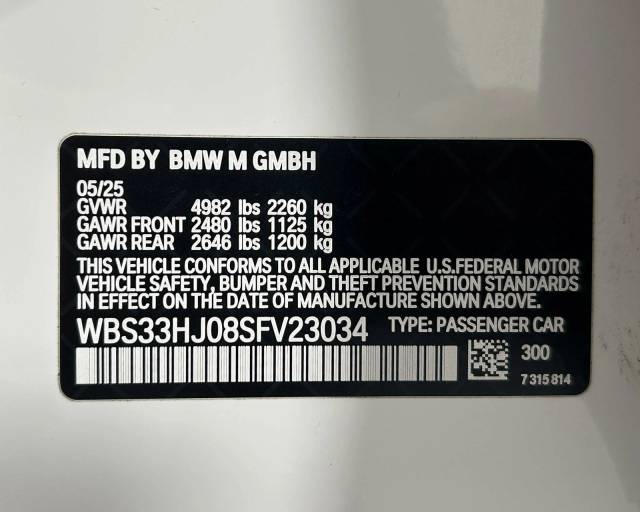 MFD BY BMW M GMBH
05/25
GVWR 4982 lbs 2260 kg
GAWR FRONT 2480 lbs 1125 kg
GAWR REAR 2646 lbs 1200 kg
THIS VEHICLE CONFORMS TO ALL APPLICABLE U.S.FEDERAL MOTOR
VEHICLE SAFETY, BUMPER AND THEFT PREVENTION STANDARDS
IN EFFECT ON THE DATE OF MANUFACTURE SHOWN ABOVE.
WBS33HJ08SFV23034 TYPE: PASSENGER CAR
300
7 315 814